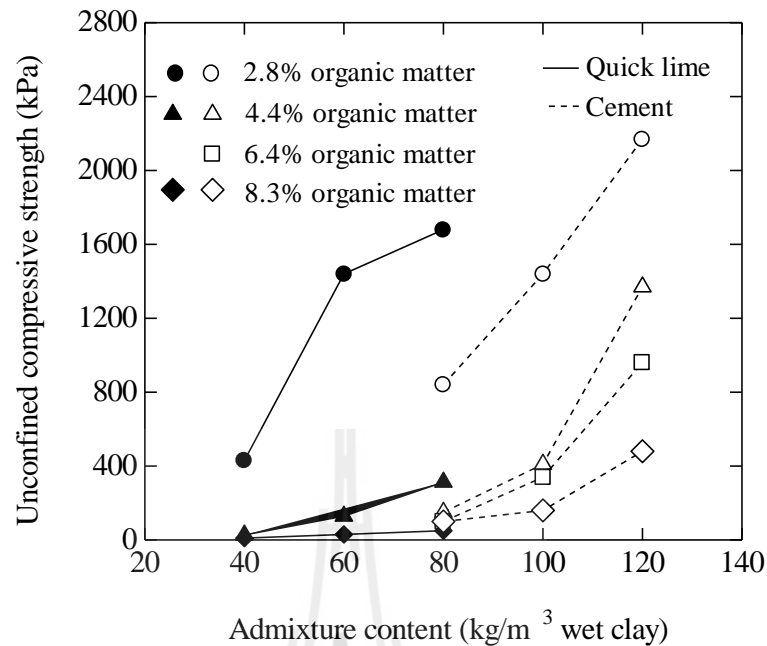 2800
2400
2000
1600
1200
800
400
0
20
40
60
80
100
120
140
Unconfined compressive strength (kPa)
Admixture content (kg/m ³ wet clay)
2.8% organic matter
4.4% organic matter
6.4% organic matter
8.3% organic matter
Quick lime
Cement